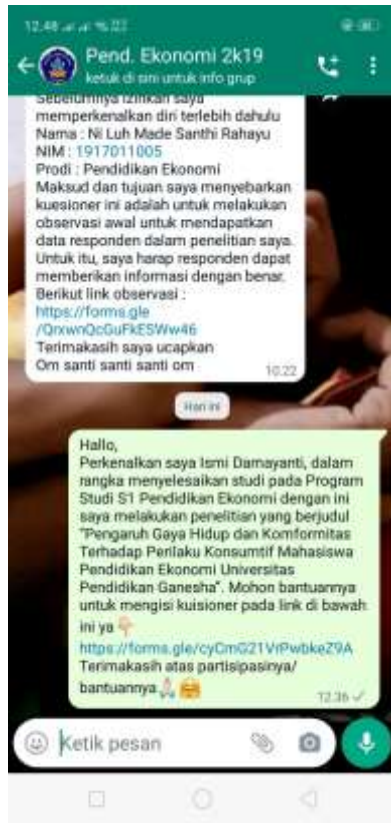 12.48
Pend. Ekonomi 2k19
ketuk di sini untuk info grup
Sebelumnya izinkan saya
memperkenalkan diri terlebih dahulu
Nama : Ni Luh Made Santhi Rahayu
NIM : 1917011005
Prodi : Pendidikan Ekonomi
Maksud dan tujuan saya menyebarkan
kuesioner ini adalah untuk melakukan
observasi awal untuk mendapatkan
data responden dalam penelitian saya.
Untuk itu, saya harap responden dapat
memberikan informasi dengan benar.
Berikut link observasi :
https://forms.gle
/QrxwnQcGuFkESWw46
Terimakasih saya ucapkan
Om santi santi santi om
10.22
Hari ini
Hallo,
Perkenalkan saya Ismi Damayanti, dalam
rangka menyelesaikan studi pada Program
Studi S1 Pendidikan Ekonomi dengan ini
saya melakukan penelitian yang berjudul
"Pengaruh Gaya Hidup dan Komformitas
Terhadap Perilaku Konsumtif Mahasiswa
Pendidikan Ekonomi Universitas
Pendidikan Ganesha". Mohon bantuannya
untuk mengisi kuisioner pada link di bawah
ini ya 👇🏻
https://forms.gle/cyCmG21VrPwbkeZ9A
Terimakasih atas partisipasinya/
bantuannya 🙏🏻 🤗
12.36
Ketik pesan